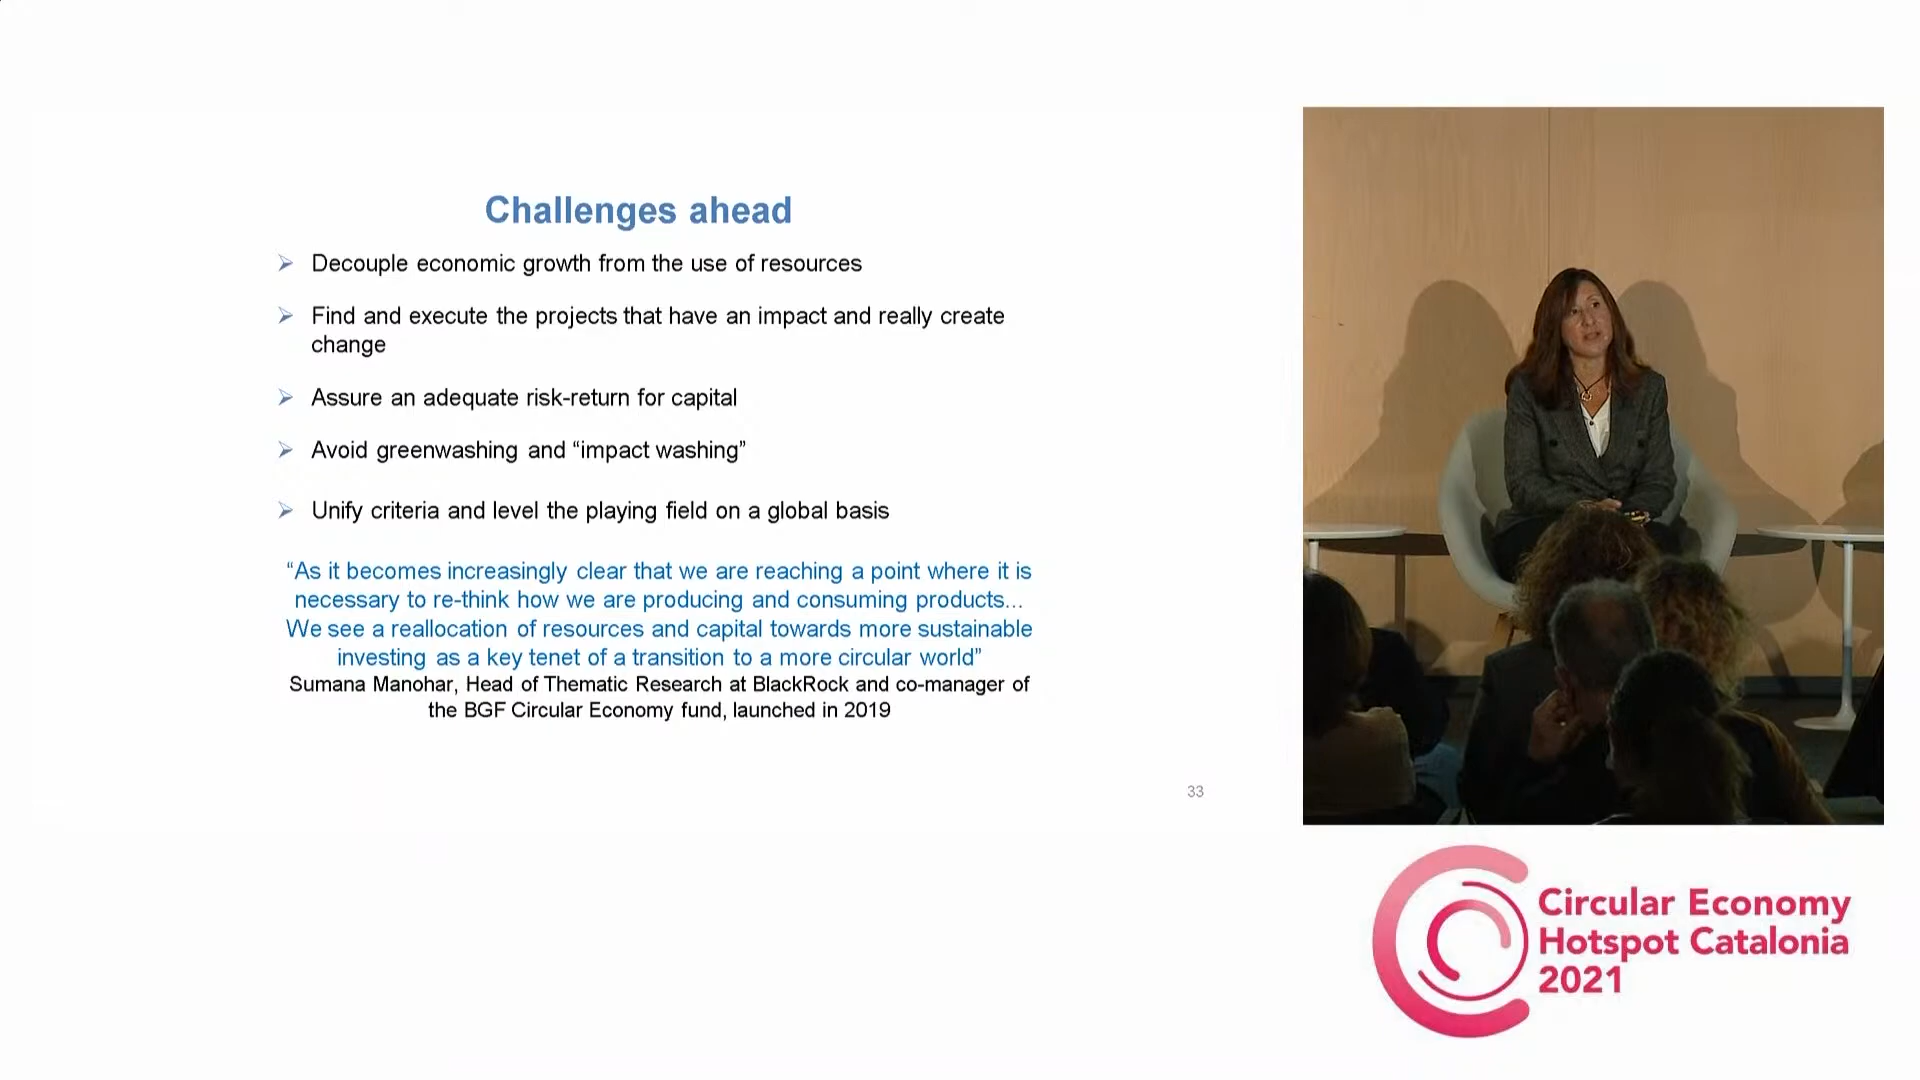 Challenges ahead
Decouple economic growth from the use of resources
Find and execute the projects that have an impact and really create
change
Assure an adequate risk-return for capital
Avoid greenwashing and “impact washing”
Unify criteria and level the playing field on a global basis
“As it becomes increasingly clear that we are reaching a point where it is
necessary to re-think how we are producing and consuming products...
We see a reallocation of resources and capital towards more sustainable
investing as a key tenet of a transition to a more circular world”
Sumana Manohar, Head of Thematic Research at BlackRock and co-manager of
the BGF Circular Economy fund, launched in 2019
33
Circular Economy
Hotspot Catalonia
2021